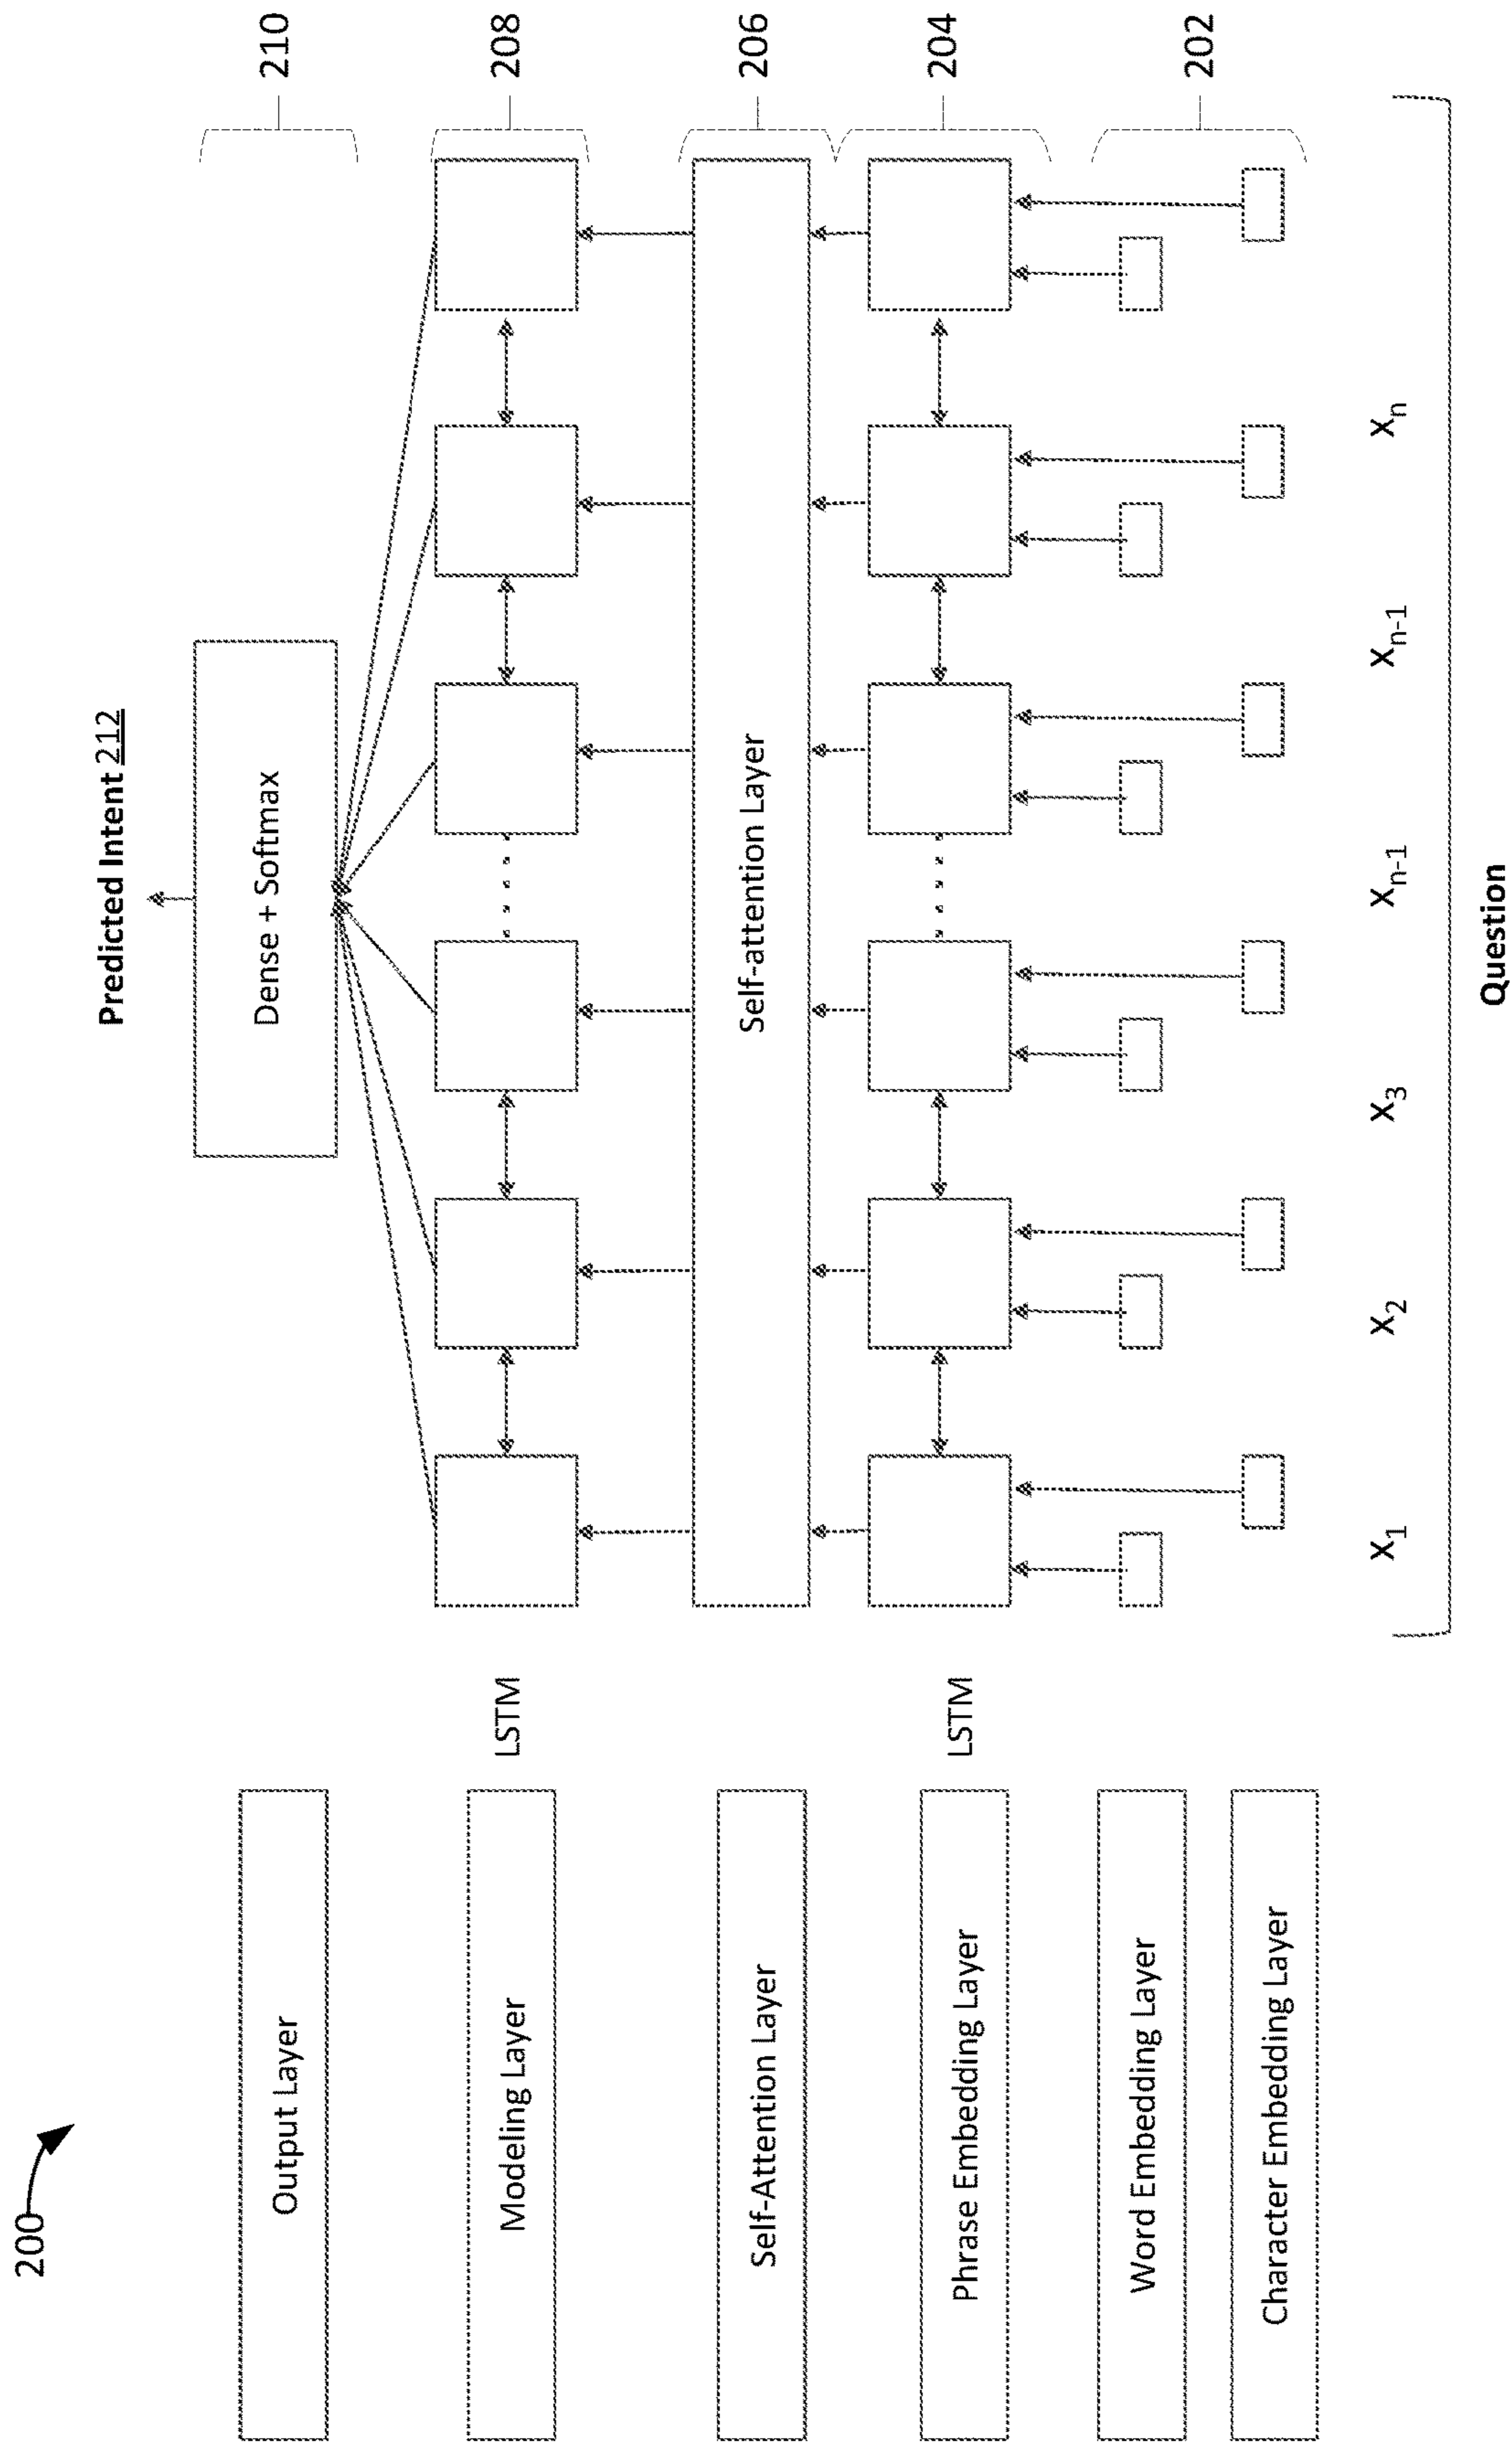 200
Predicted Intent 212
Output Layer
Dense + Softmax
210
Modeling Layer
LSTM
208
Self-Attention Layer
Self-attention Layer
206
Phrase Embedding Layer
LSTM
204
Word Embedding Layer
Character Embedding Layer
202
X1 X2 X3 Xn-1 Xn-1 Xn
Question